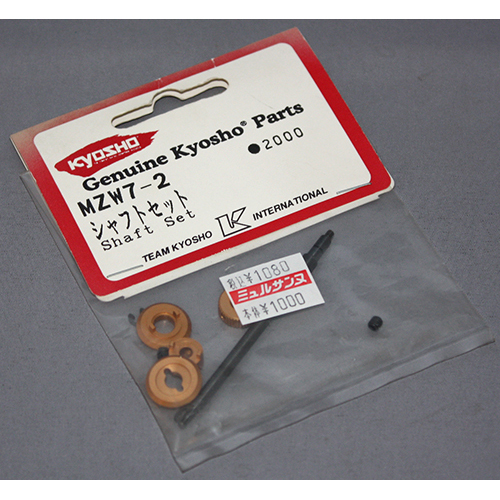 KYOSHO
Genuine Kyosho® Parts
MZW7-2
●2000
シャフトセット
Shaft Set
TEAM KYOSHO K INTERNATIONAL
税込¥1080
ミュルサンヌ
本体¥1000